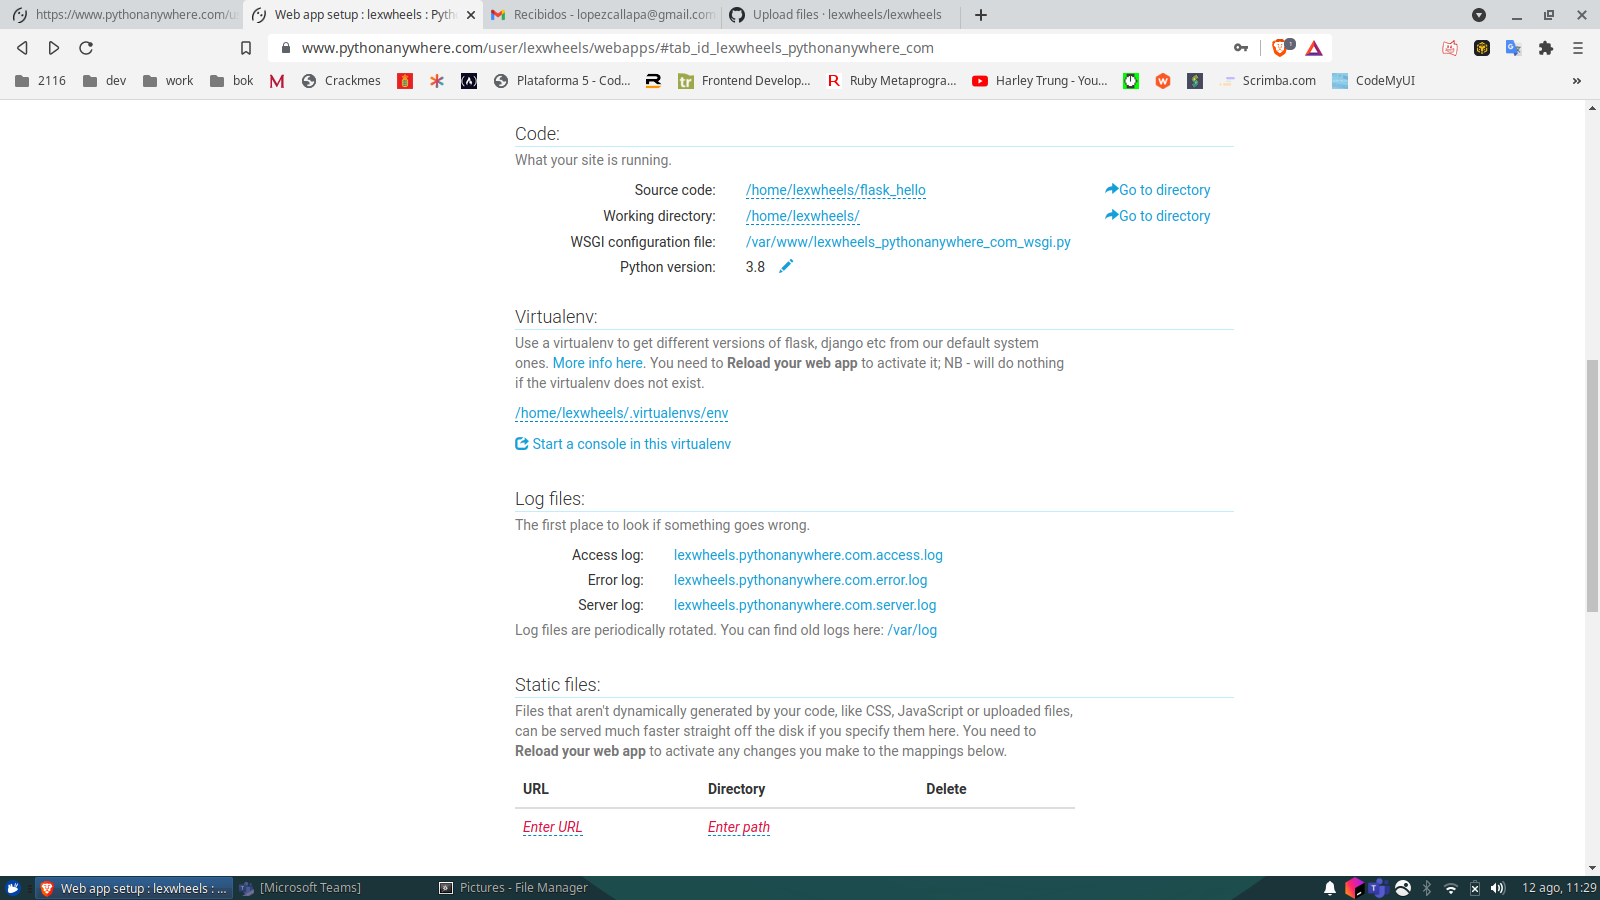 https://www.pythonanywhere.com/u
Web app setup : lexwheels : Pyth
Recibidos - lopezcallapa@gmail.com
Upload files · lexwheels/lexwheels
www.pythonanywhere.com/user/lexwheels/webapps/#tab_id_lexwheels_pythonanywhere_com
1
2116
dev
work
bok
M
Crackmes
(A)
Plataforma 5 - Cod...
tr
Frontend Develop...
R
Ruby Metaprogra...
Harley Trung - You...
Scrimba.com
CodeMyUI
»
Code:
What your site is running.
Source code: /home/lexwheels/flask_hello Go to directory
Working directory: /home/lexwheels/ Go to directory
WSGI configuration file: /var/www/lexwheels_pythonanywhere_com_wsgi.py
Python version: 3.8
Virtualenv:
Use a virtualenv to get different versions of flask, django etc from our default system
ones. More info here. You need to Reload your web app to activate it; NB - will do nothing
if the virtualenv does not exist.
/home/lexwheels/.virtualenvs/env
Start a console in this virtualenv
Log files:
The first place to look if something goes wrong.
Access log: lexwheels.pythonanywhere.com.access.log
Error log: lexwheels.pythonanywhere.com.error.log
Server log: lexwheels.pythonanywhere.com.server.log
Log files are periodically rotated. You can find old logs here: /var/log
Static files:
Files that aren't dynamically generated by your code, like CSS, JavaScript or uploaded files,
can be served much faster straight off the disk if you specify them here. You need to
Reload your web app to activate any changes you make to the mappings below.
URL Directory Delete
Enter URL Enter path
Web app setup : lexwheels : ...
[Microsoft Teams]
Pictures - File Manager
12 ago, 11:29